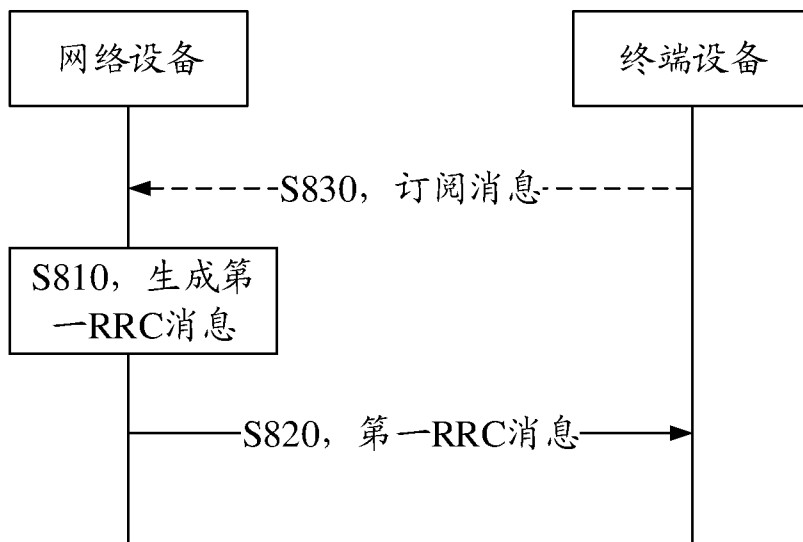 网络设备
终端设备
S830，订阅消息
S810，生成第
一RRC消息
S820，第一RRC消息